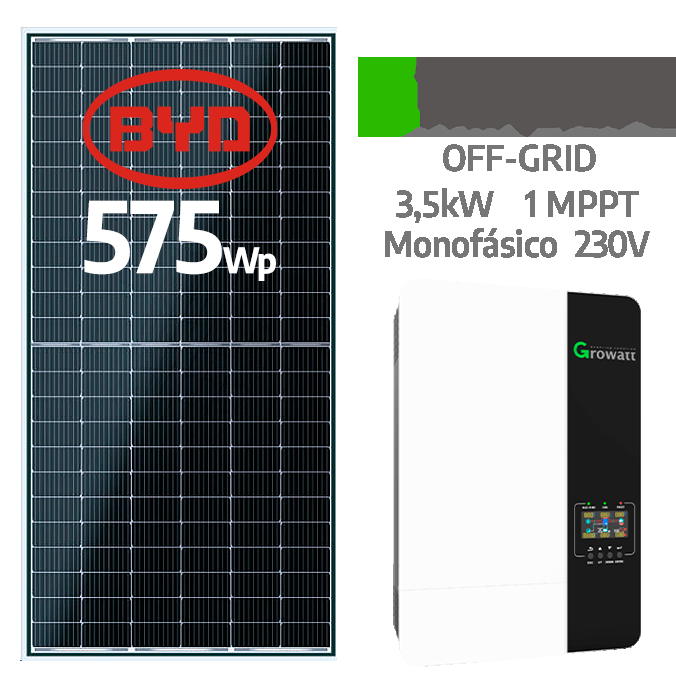 BYD
575Wp
OFF-GRID
3,5kW 1 MPPT
Monofásico 230V
Growatt